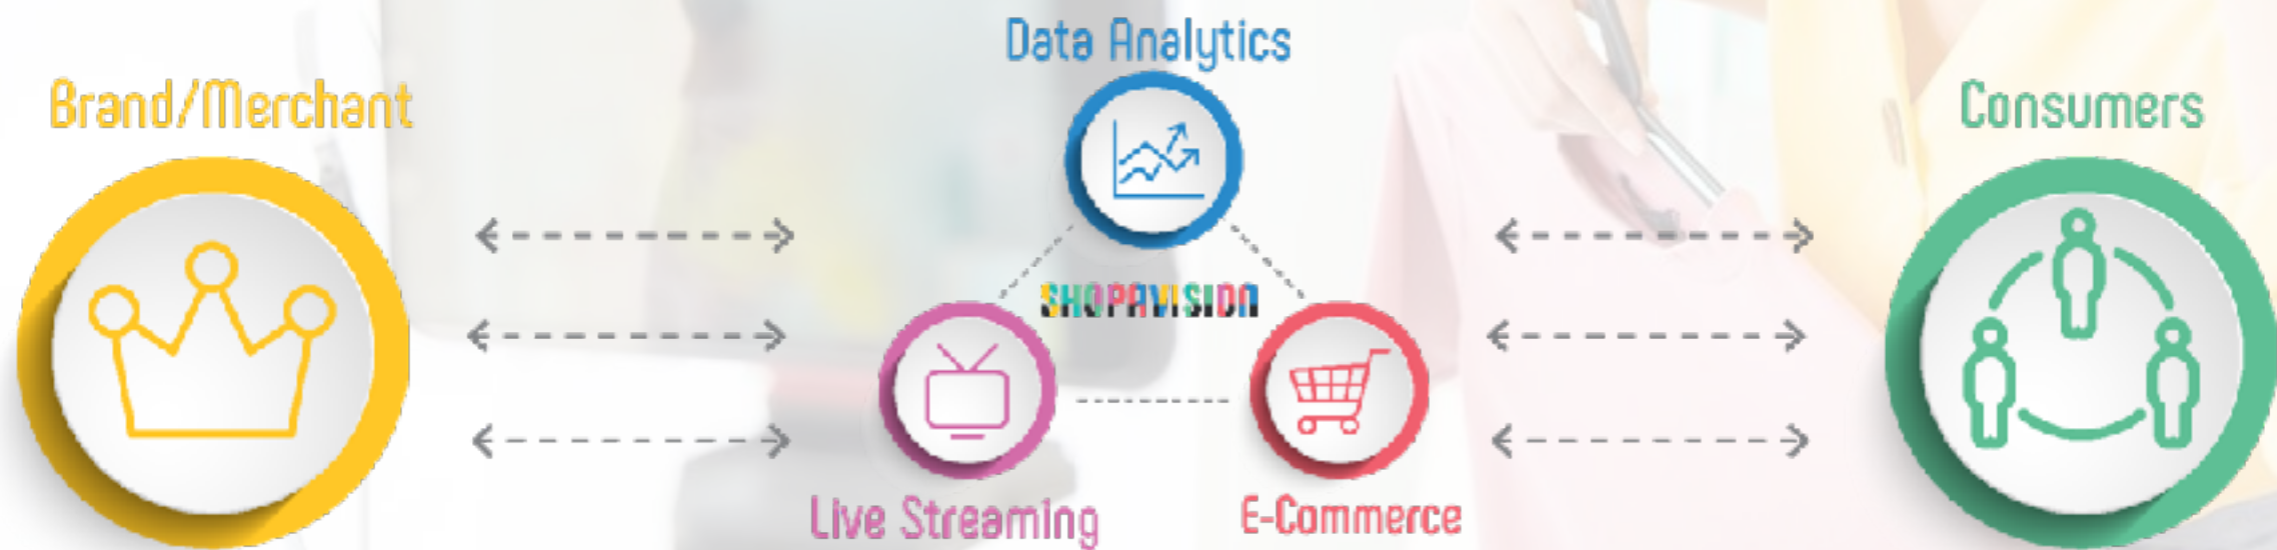 Data Analytics
Brand/Merchant
Consumers
SHOPAVISION
Live Streaming
E-Commerce